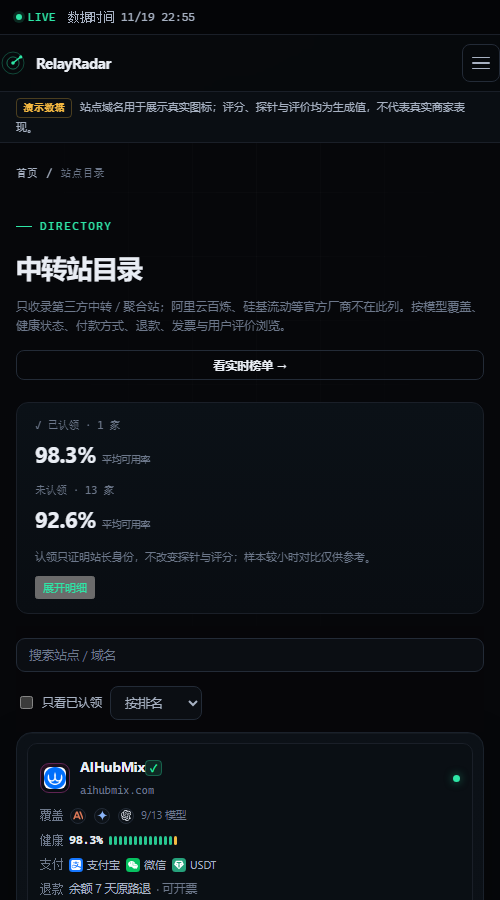 LIVE 数据时间 11/19 22:55
RelayRadar
演示数据 站点域名用于展示真实图标；评分、探针与评价均为生成值，不代表真实商家表
现。
首页 / 站点目录
DIRECTORY
中转站目录
只收录第三方中转 / 聚合站；阿里云百炼、硅基流动等官方厂商不在此列。按模型覆盖、
健康状态、付款方式、退款、发票与用户评价浏览。
看实时榜单 →
✓ 已认领 · 1 家
98.3% 平均可用率
未认领 · 13 家
92.6% 平均可用率
认领只证明站长身份，不改变探针与评分；样本较小时对比仅供参考。
展开明细
搜索站点 / 域名
只看已认领 按排名
AIHubMix ✓
aihubmix.com
覆盖 9/13 模型
健康 98.3%
支付 支付宝 微信 USDT
退款 余额 7 天原路退 · 可开票